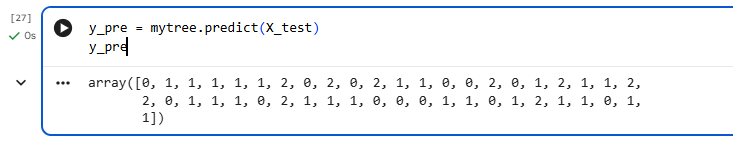 [27]
0s
y_pre = mytree.predict(X_test)
y_pre
array([0, 1, 1, 1, 1, 1, 2, 0, 2, 0, 2, 1, 1, 0, 0, 2, 0, 1, 2, 1, 1, 2,
2, 0, 1, 1, 1, 0, 2, 1, 1, 1, 0, 0, 0, 1, 1, 0, 1, 2, 1, 1, 0, 1,
1])